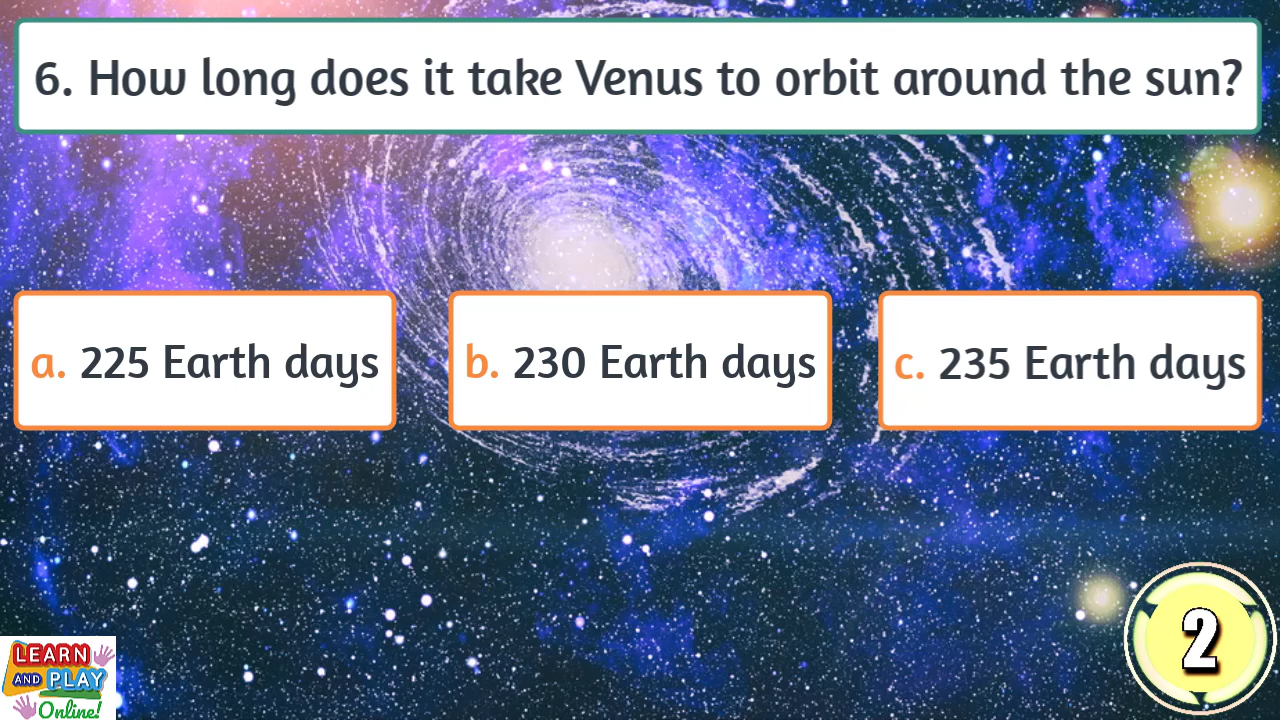 6. How long does it take Venus to orbit around the sun?
a. 225 Earth days
b. 230 Earth days
c. 235 Earth days
2
LEARN
AND PLAY
Online!